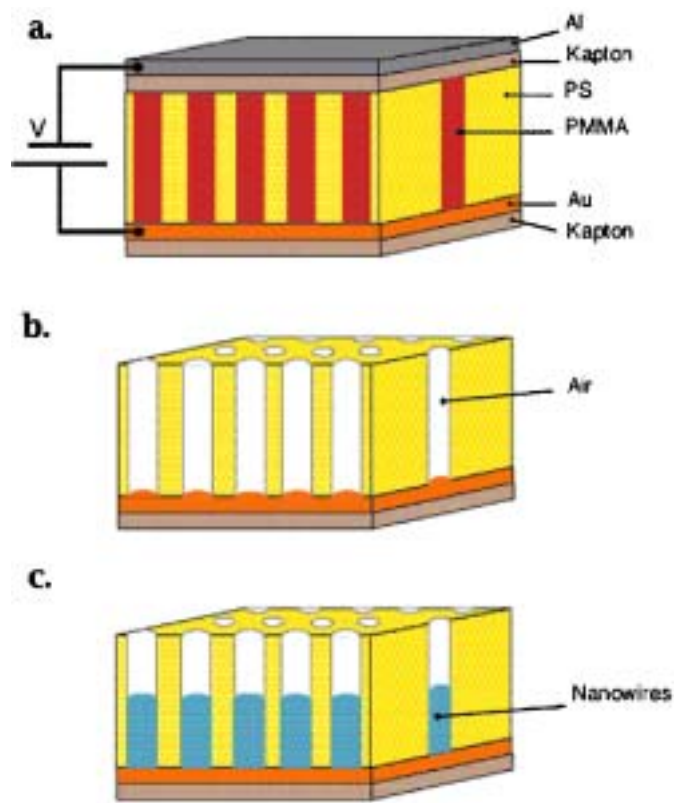 a.
Al
Kapton
PS
PMMA
V
Au
Kapton
b.
Air
c.
Nanowires